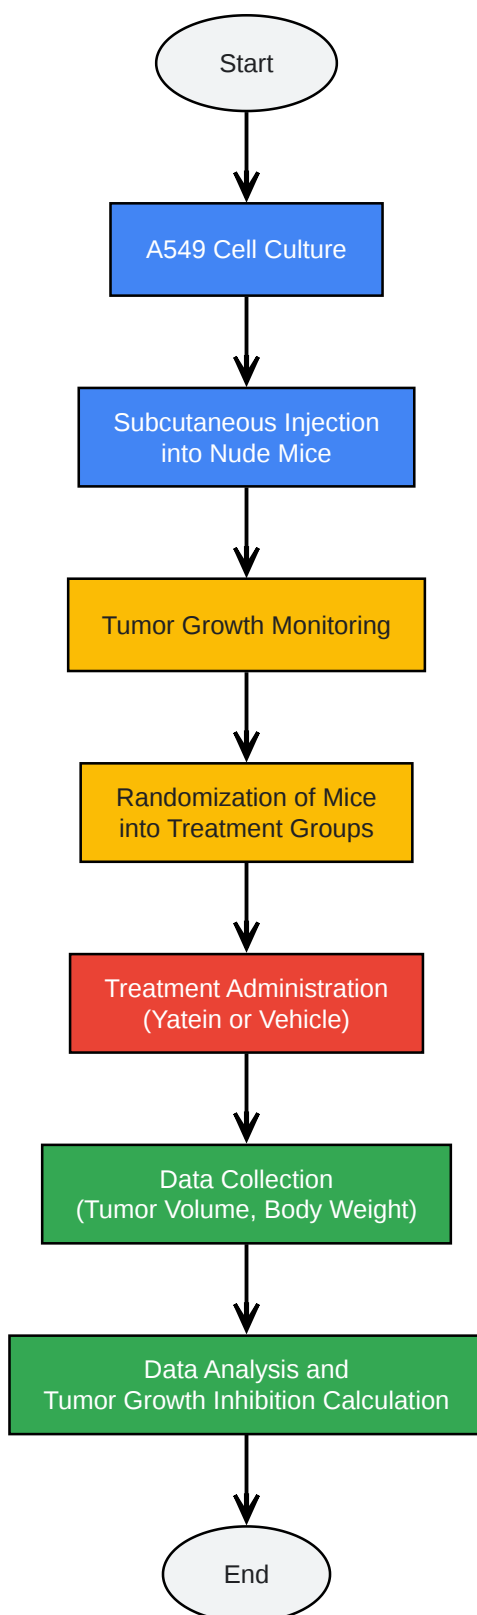 Start
A549 Cell Culture
Subcutaneous Injection
into Nude Mice
Tumor Growth Monitoring
Randomization of Mice
into Treatment Groups
Treatment Administration
(Yatein or Vehicle)
Data Collection
(Tumor Volume, Body Weight)
Data Analysis and
Tumor Growth Inhibition Calculation
End